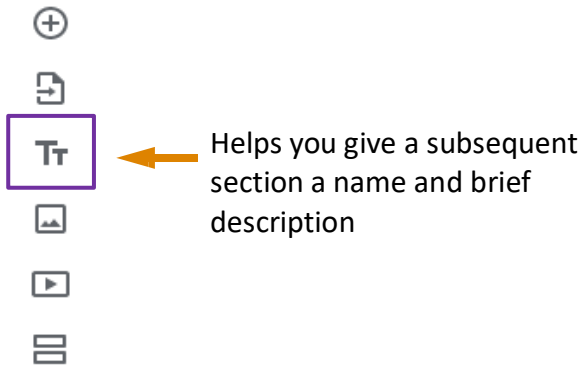 Tт
Helps you give a subsequent
section a name and brief
description